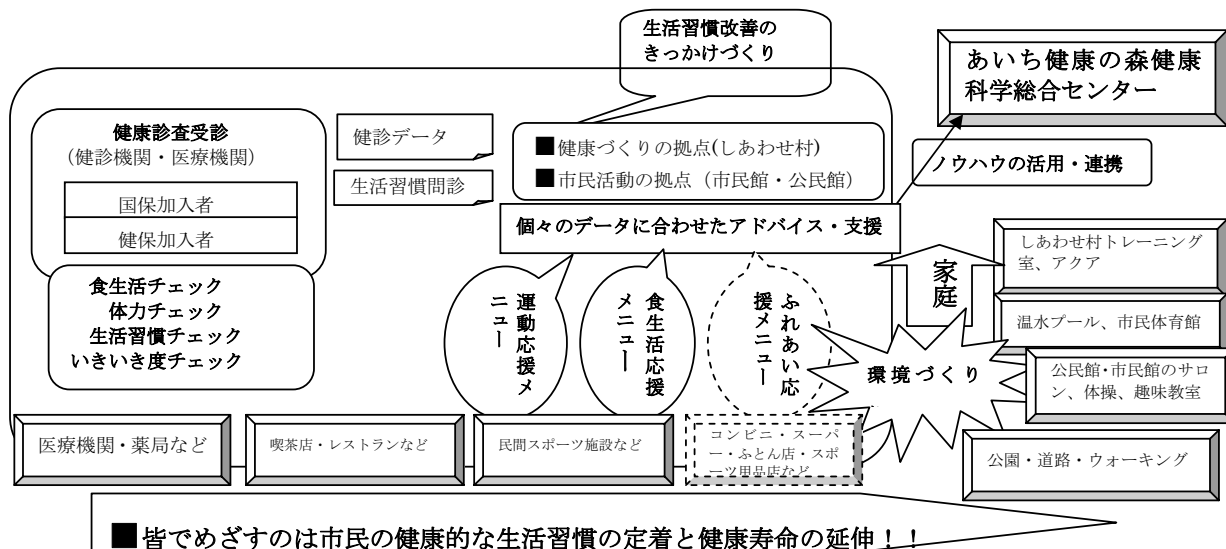 生活習慣改善の
きっかけづくり
あいち健康の森健康
科学総合センター
健康診査受診
（健診機関・医療機関）
国保加入者
健保加入者
健診データ
生活習慣問診
■健康づくりの拠点(しあわせ村)
■市民活動の拠点（市民館・公民館）
ノウハウの活用・連携
個々のデータに合わせたアドバイス・支援
食生活チェック
体力チェック
生活習慣チェック
いきいき度チェック
運動応援メ
ニュー
食生活応援
メニュー
ふれあい応
援メニュー
家庭
しあわせ村トレーニング
室、アクア
温水プール、市民体育館
環境づくり
公民館・市民館のサロ
ン、体操、趣味教室
公園・道路・ウォーキング
医療機関・薬局など
喫茶店・レストランなど
民間スポーツ施設など
コンビニ・スーパ
ー・ふとん店・スポ
ーツ用品店など
■皆でめざすのは市民の健康的な生活習慣の定着と健康寿命の延伸！！